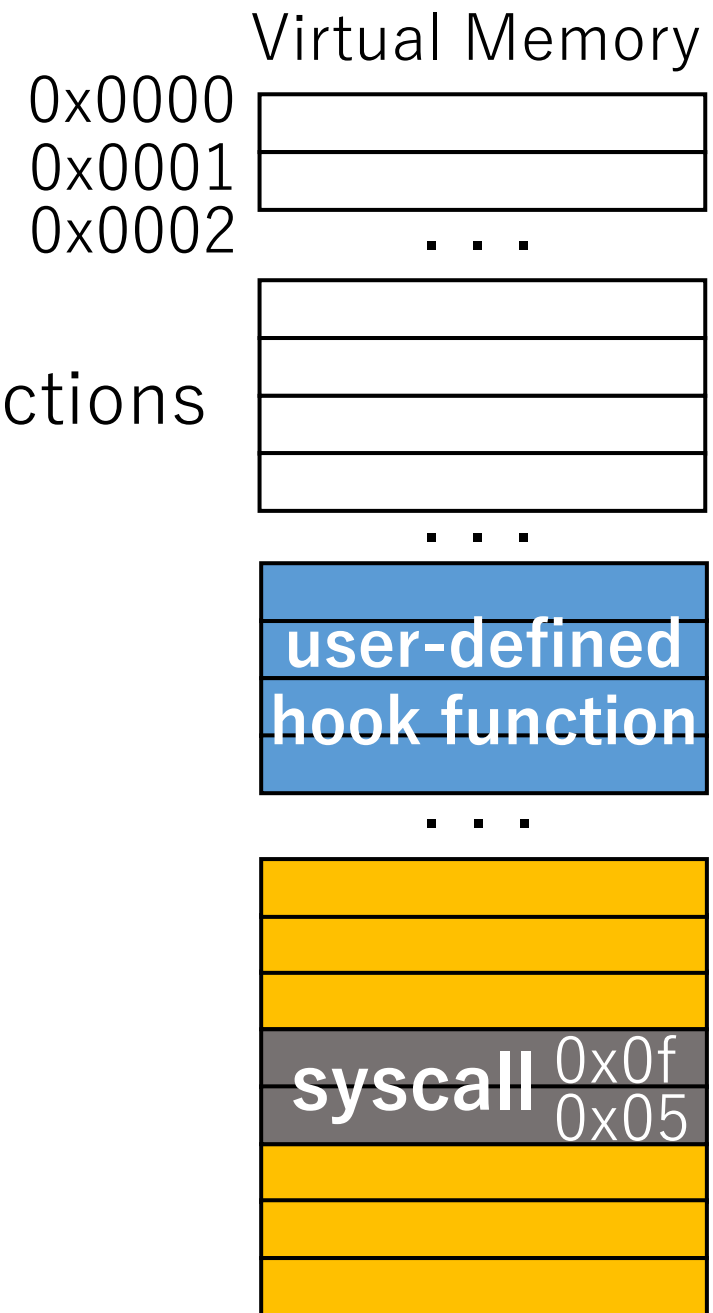 Virtual Memory
0x0000
0x0001
0x0002
. . .
ctions
. . .
user-defined
hook function
. . .
syscall 0x0f
0x05